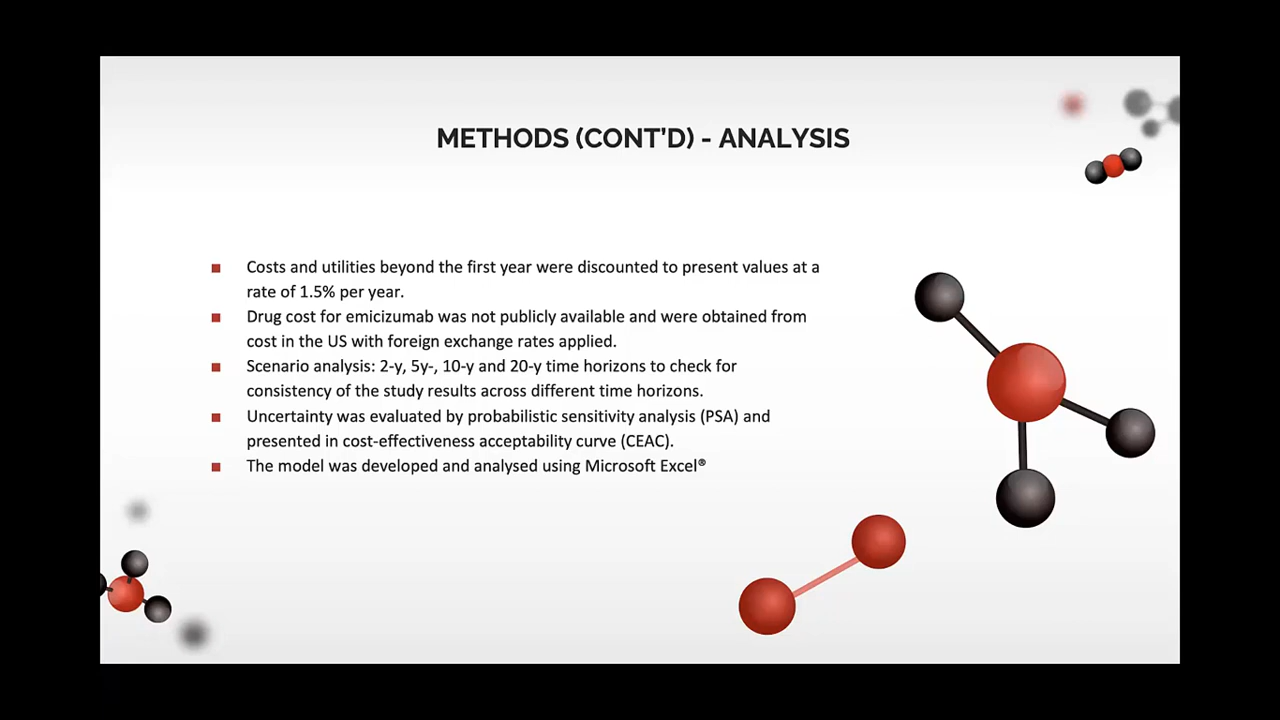 METHODS (CONT'D) - ANALYSIS
■ Costs and utilities beyond the first year were discounted to present values at a
rate of 1.5% per year.
■ Drug cost for emicizumab was not publicly available and were obtained from
cost in the US with foreign exchange rates applied.
■ Scenario analysis: 2-y, 5y-, 10-y and 20-y time horizons to check for
consistency of the study results across different time horizons.
■ Uncertainty was evaluated by probabilistic sensitivity analysis (PSA) and
presented in cost-effectiveness acceptability curve (CEAC).
■ The model was developed and analysed using Microsoft Excel®